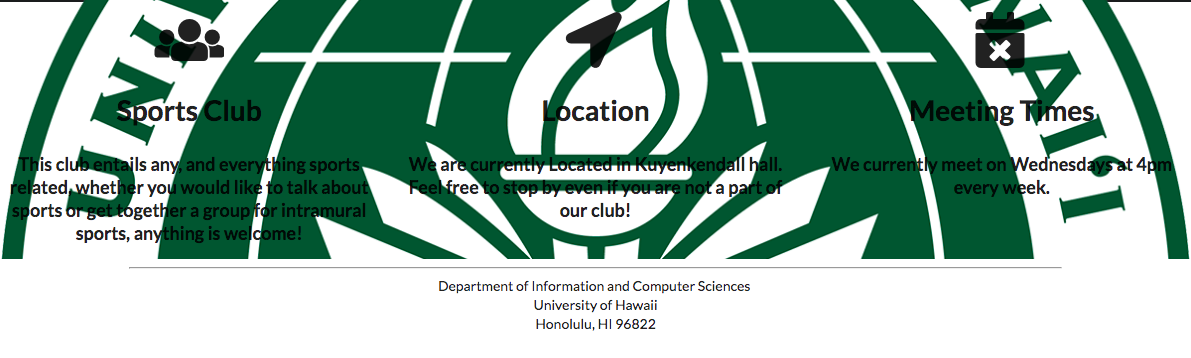 UNI
WAI'I
Sports Club
Location
Meeting Times
This club entails any, and everything sports
related, whether you would like to talk about
sports or get together a group for intramural
sports, anything is welcome!
We are currently Located in Kuyenkendall hall.
Feel free to stop by even if you are not a part of
our club!
We currently meet on Wednesdays at 4pm
every week.
Department of Information and Computer Sciences
University of Hawaii
Honolulu, HI 96822